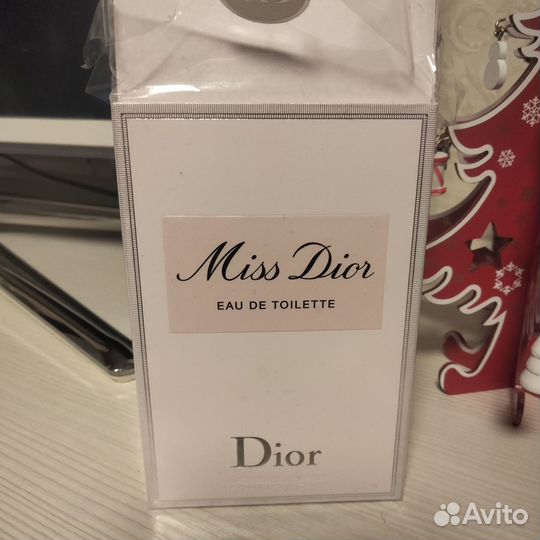 Miss Dior
EAU DE TOILETTE
Dior
Avito